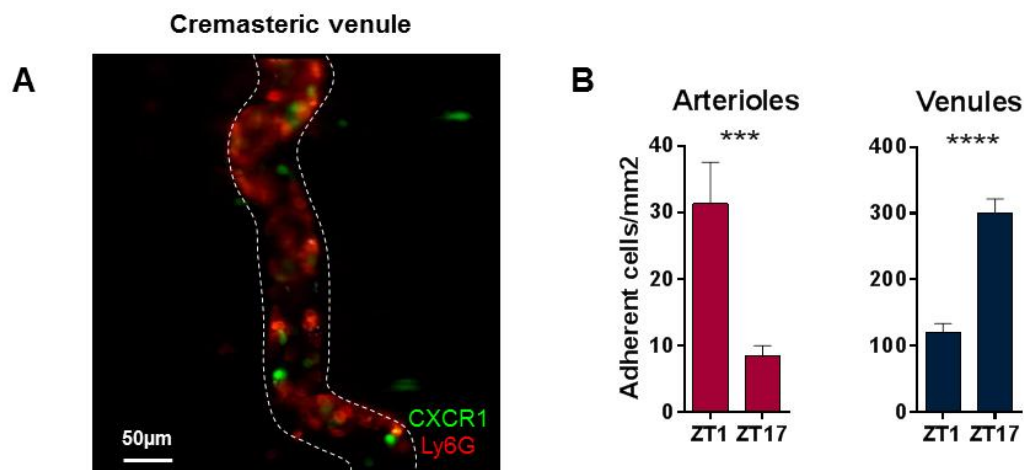 Cremasteric venule
A
CXCR1
Ly6G
50µm
B
Arterioles
***
Adherent cells/mm2
40
30
20
10
0
ZT1 ZT17
Venules
****
400
300
200
100
0
ZT1 ZT17